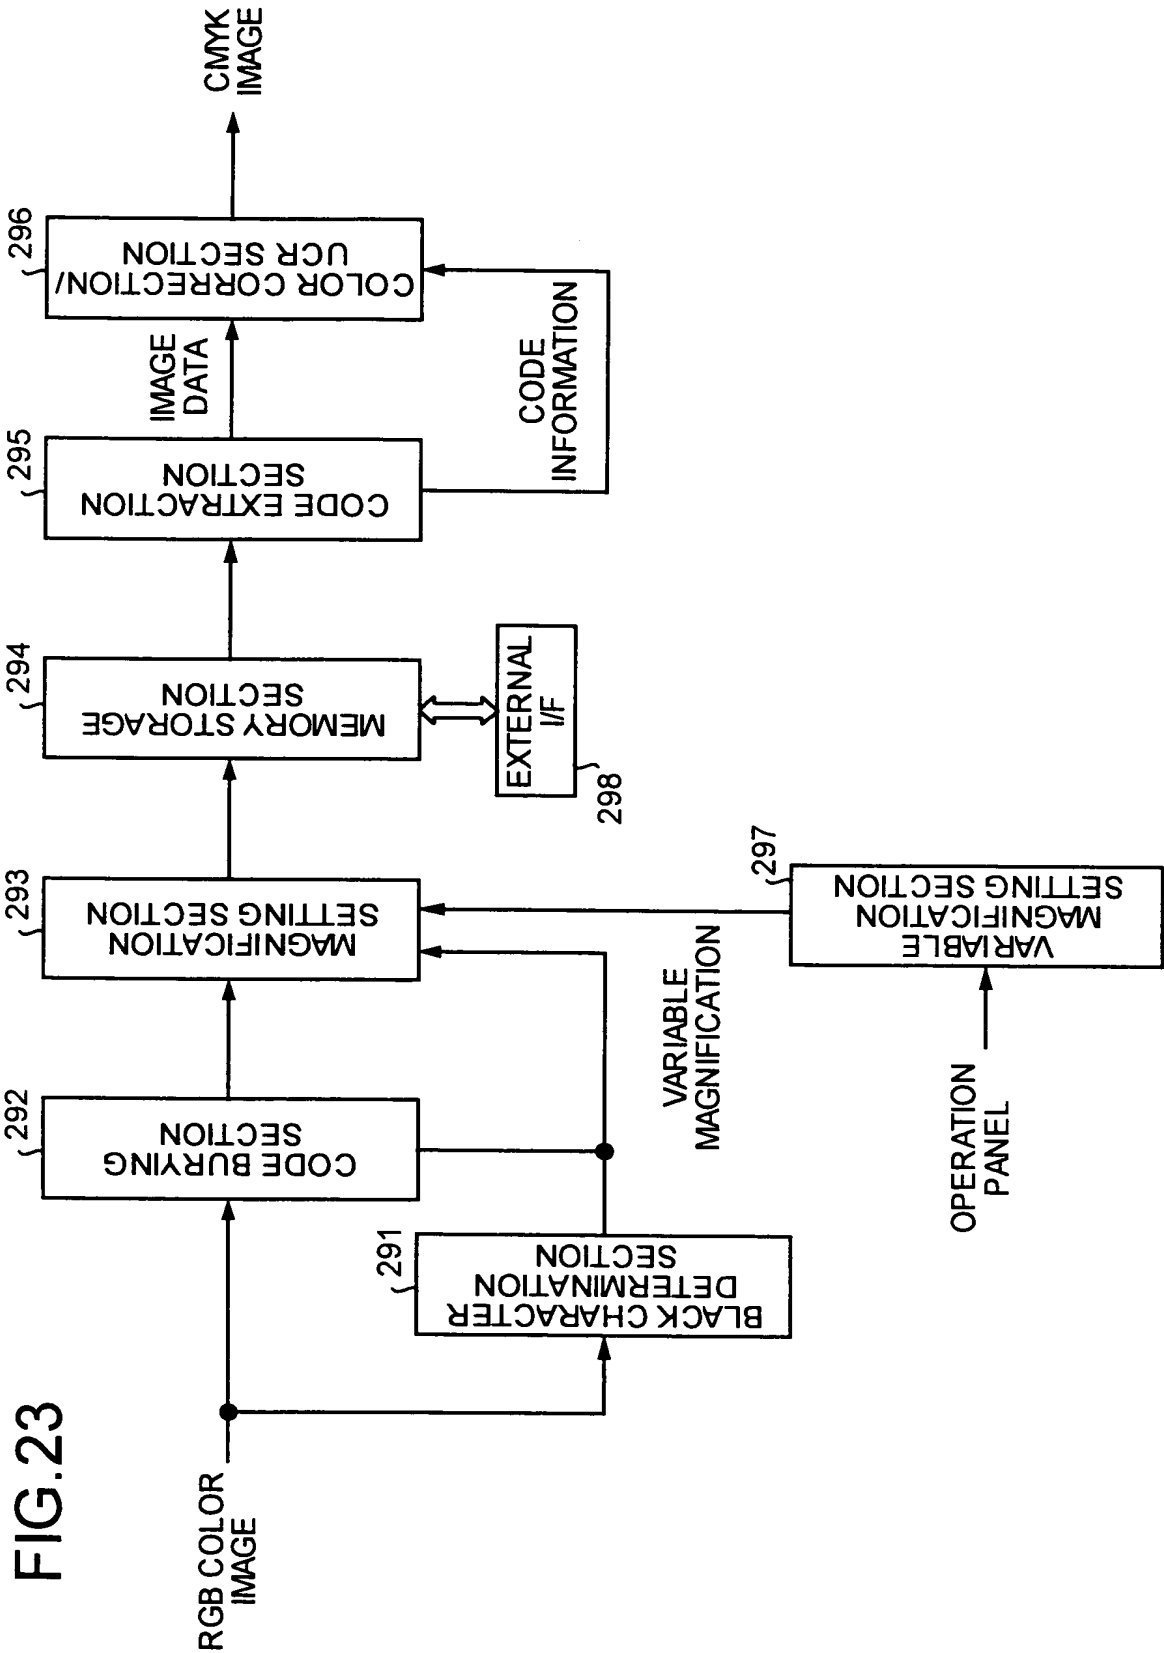 FIG.23
RGB COLOR
IMAGE
291
BLACK CHARACTER
DETERMINATION
SECTION
292
CODE BURYING
SECTION
293
MAGNIFICATION
SETTING SECTION
294
MEMORY STORAGE
SECTION
295
CODE EXTRACTION
SECTION
IMAGE
DATA
296
COLOR CORRECTION/
UCR SECTION
CMYK
IMAGE
CODE
INFORMATION
EXTERNAL
I/F
298
VARIABLE
MAGNIFICATION
297
VARIABLE
MAGNIFICATION
SETTING SECTION
OPERATION
PANEL